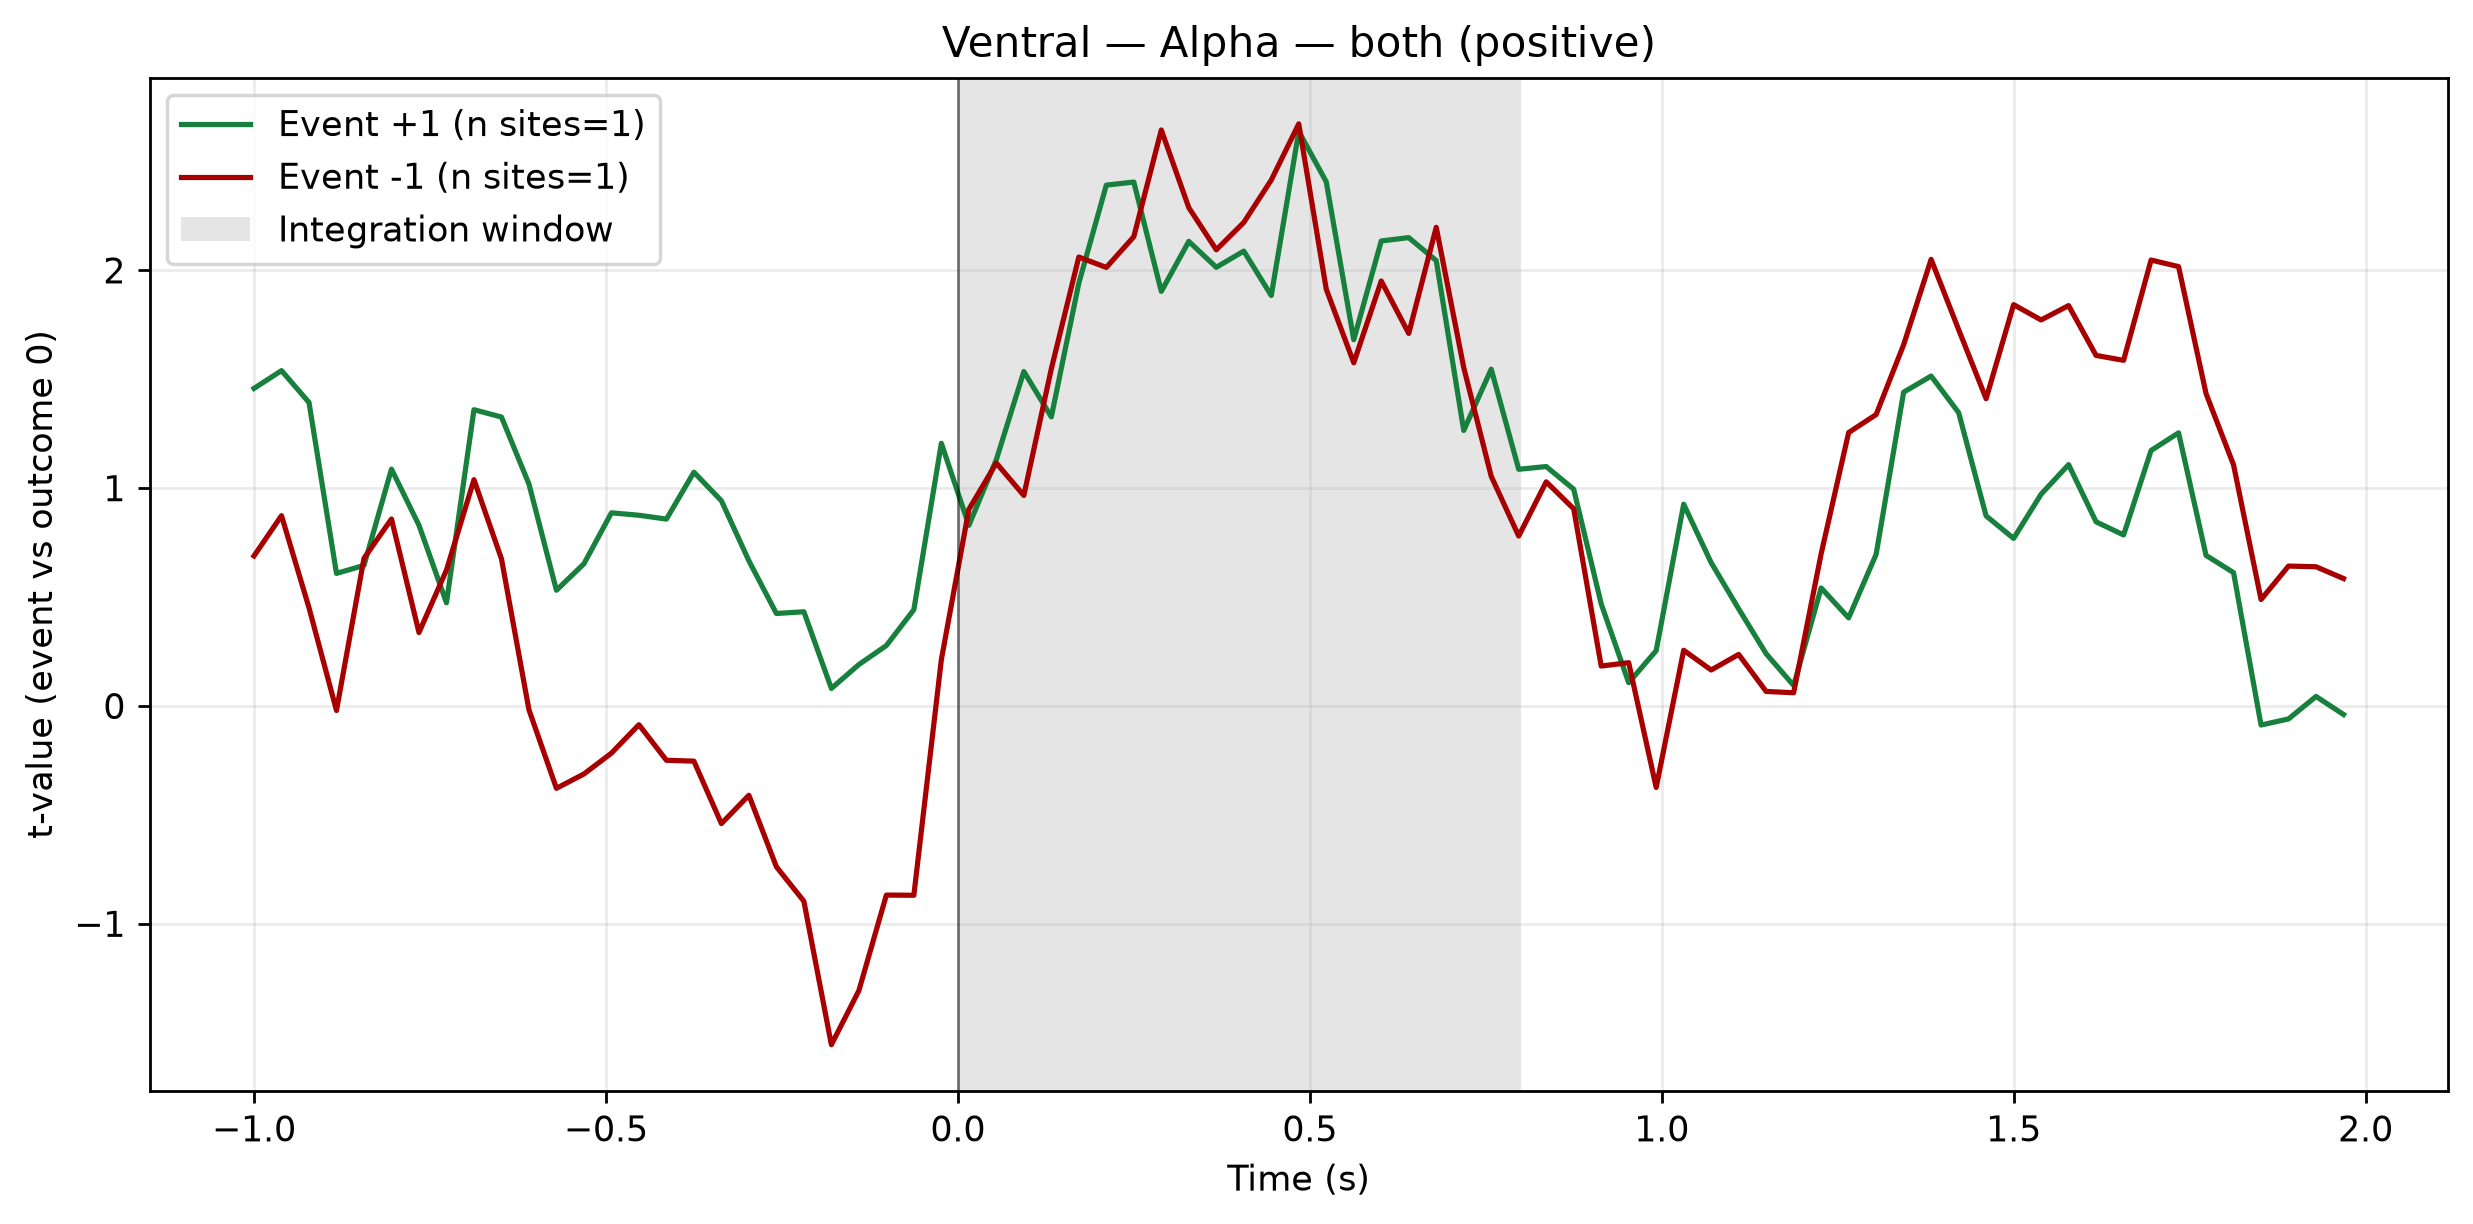 Ventral — Alpha — both (positive)
Event +1 (n sites=1)
Event -1 (n sites=1)
Integration window
t-value (event vs outcome 0)
2
1
0
−1
−1.0
−0.5
0.0
0.5
1.0
1.5
2.0
Time (s)